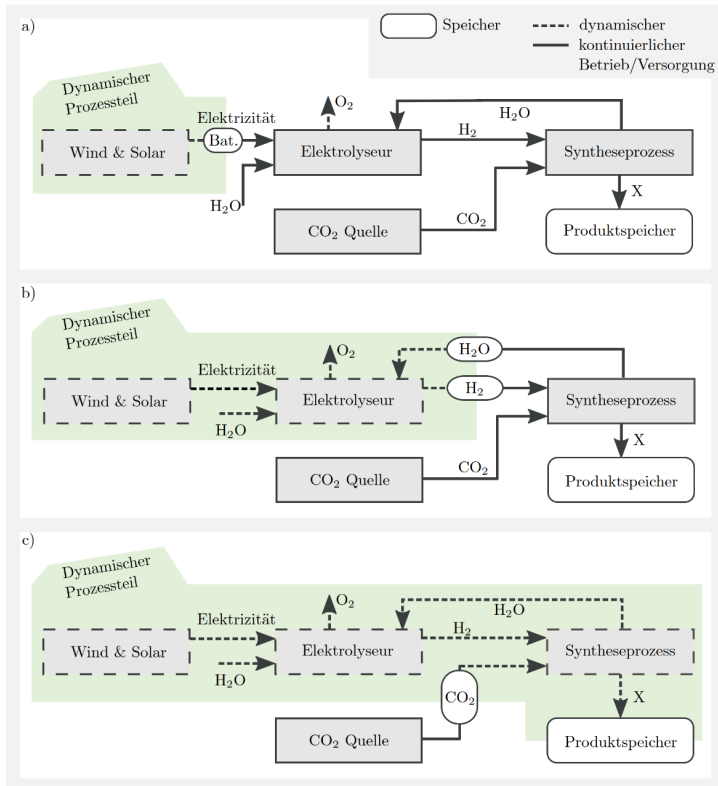 a)
Speicher
dynamischer
kontinuierlicher
Betrieb/Versorgung
Dynamischer
Prozessteil
Elektrizität
O₂
H₂O
H₂
Wind & Solar
Bat.
Elektrolyseur
Syntheseprozess
H₂O
CO₂
X
CO₂ Quelle
Produktspeicher
b)
Dynamischer
Prozessteil
O₂
H₂O
Elektrizität
H₂
Wind & Solar
Elektrolyseur
Syntheseprozess
H₂O
X
CO₂
CO₂ Quelle
Produktspeicher
c)
Dynamischer
Prozessteil
O₂
H₂O
Elektrizität
H₂
Wind & Solar
Elektrolyseur
Syntheseprozess
H₂O
CO₂
X
CO₂ Quelle
Produktspeicher